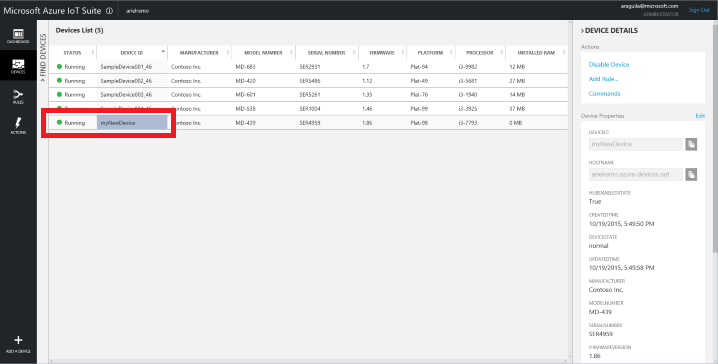 Microsoft Azure IoT Suite arielremo araguila@microsoft.com Sign Out
ADMINISTRATOR
DASHBOARD
DEVICES
RULES
ACTIONS
ADD A DEVICE
> FIND DEVICES
Devices List (5)
STATUS DEVICE ID MANUFACTURER MODEL NUMBER SERIAL NUMBER FIRMWARE PLATFORM PROCESSOR INSTALLED RAM
Running SampleDevice001_46 Contoso Inc. MD-683 SER2931 1.7 Plat-94 i3-9982 12 MB
Running SampleDevice002_46 Contoso Inc. MD-420 SER5486 1.12 Plat-49 i3-5681 27 MB
Running SampleDevice003_46 Contoso Inc. MD-601 SER5261 1.35 Plat-76 i3-1940 14 MB
Contoso Inc. MD-538 SER1004 1.46 Plat-99 i3-3925 37 MB
Running myNewDevice Contoso Inc. MD-439 SER4959 1.86 Plat-98 i3-7793 0 MB
> DEVICE DETAILS
Actions
Disable Device
Add Rule...
Commands
Device Properties Edit
DEVICEID
myNewDevice
HOSTNAME
arielremo.azure-devices.net
HUBENABLEDSTATE
True
CREATEDTIME
10/19/2015, 5:49:50 PM
DEVICESTATE
normal
UPDATEDTIME
10/19/2015, 5:49:58 PM
MANUFACTURER
Contoso Inc.
MODELNUMBER
MD-439
SERIALNUMBER
SER4959
FIRMWAREVERSION
1.86